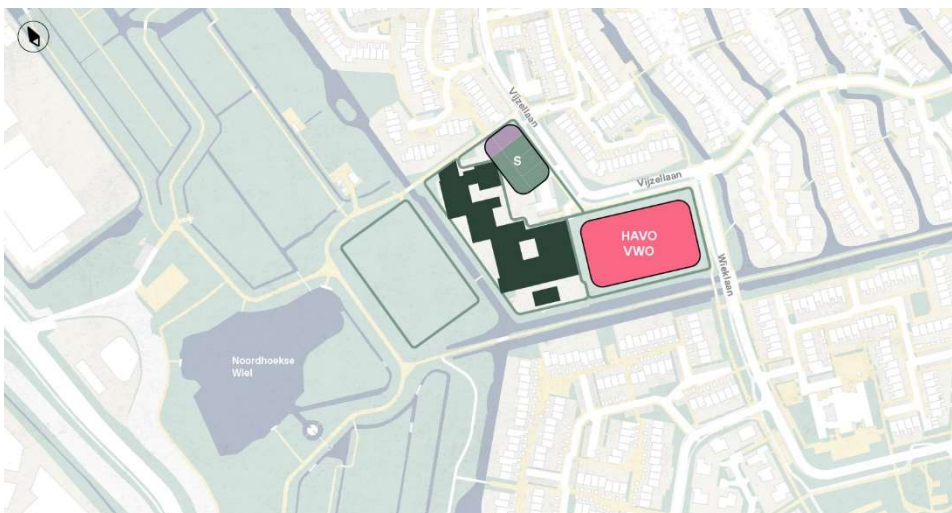 Vijzellaan
S
Vijzellaan
HAVO
VWO
Wieklaan
Noordhoekse
Wiel